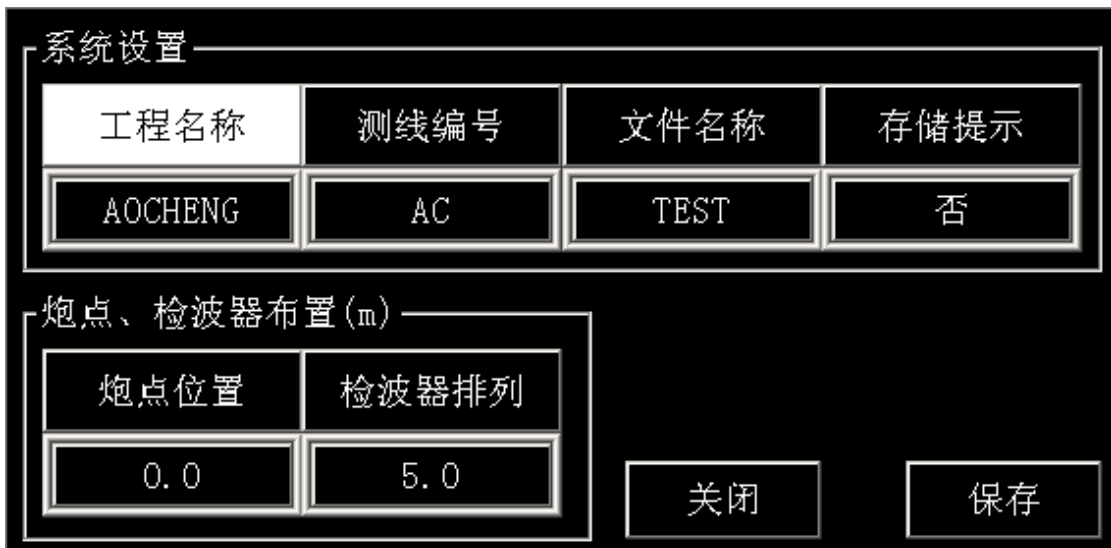 系统设置
工程名称 测线编号 文件名称 存储提示
AOCHENG AC TEST 否
炮点、检波器布置(m)
炮点位置 检波器排列
0.0 5.0
关闭 保存